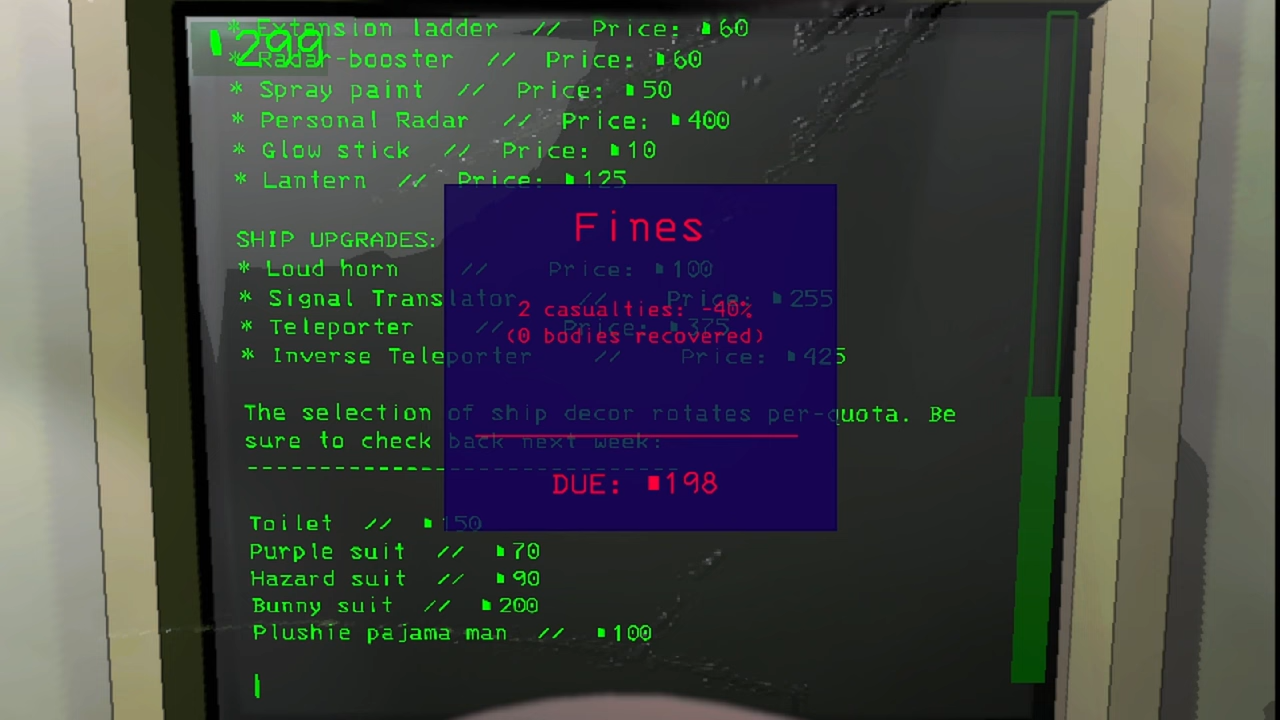 * Extension ladder // Price: 60
299
* Radar-booster // Price: 60
* Spray paint // Price: 50
* Personal Radar // Price: 400
* Glow stick // Price: 10
* Lantern // Price: 125
SHIP UPGRADES:
* Loud horn // Price: 100
* Signal Translator // Price: 255
* Teleporter // Price: 375
* Inverse Teleporter // Price: 425
Fines
2 casualties: -40%
(0 bodies recovered)
DUE: 198
The selection of ship decor rotates per-quota. Be
sure to check back next week:
------------------------------
Toilet // 150
Purple suit // 70
Hazard suit // 90
Bunny suit // 200
Plushie pajama man // 100